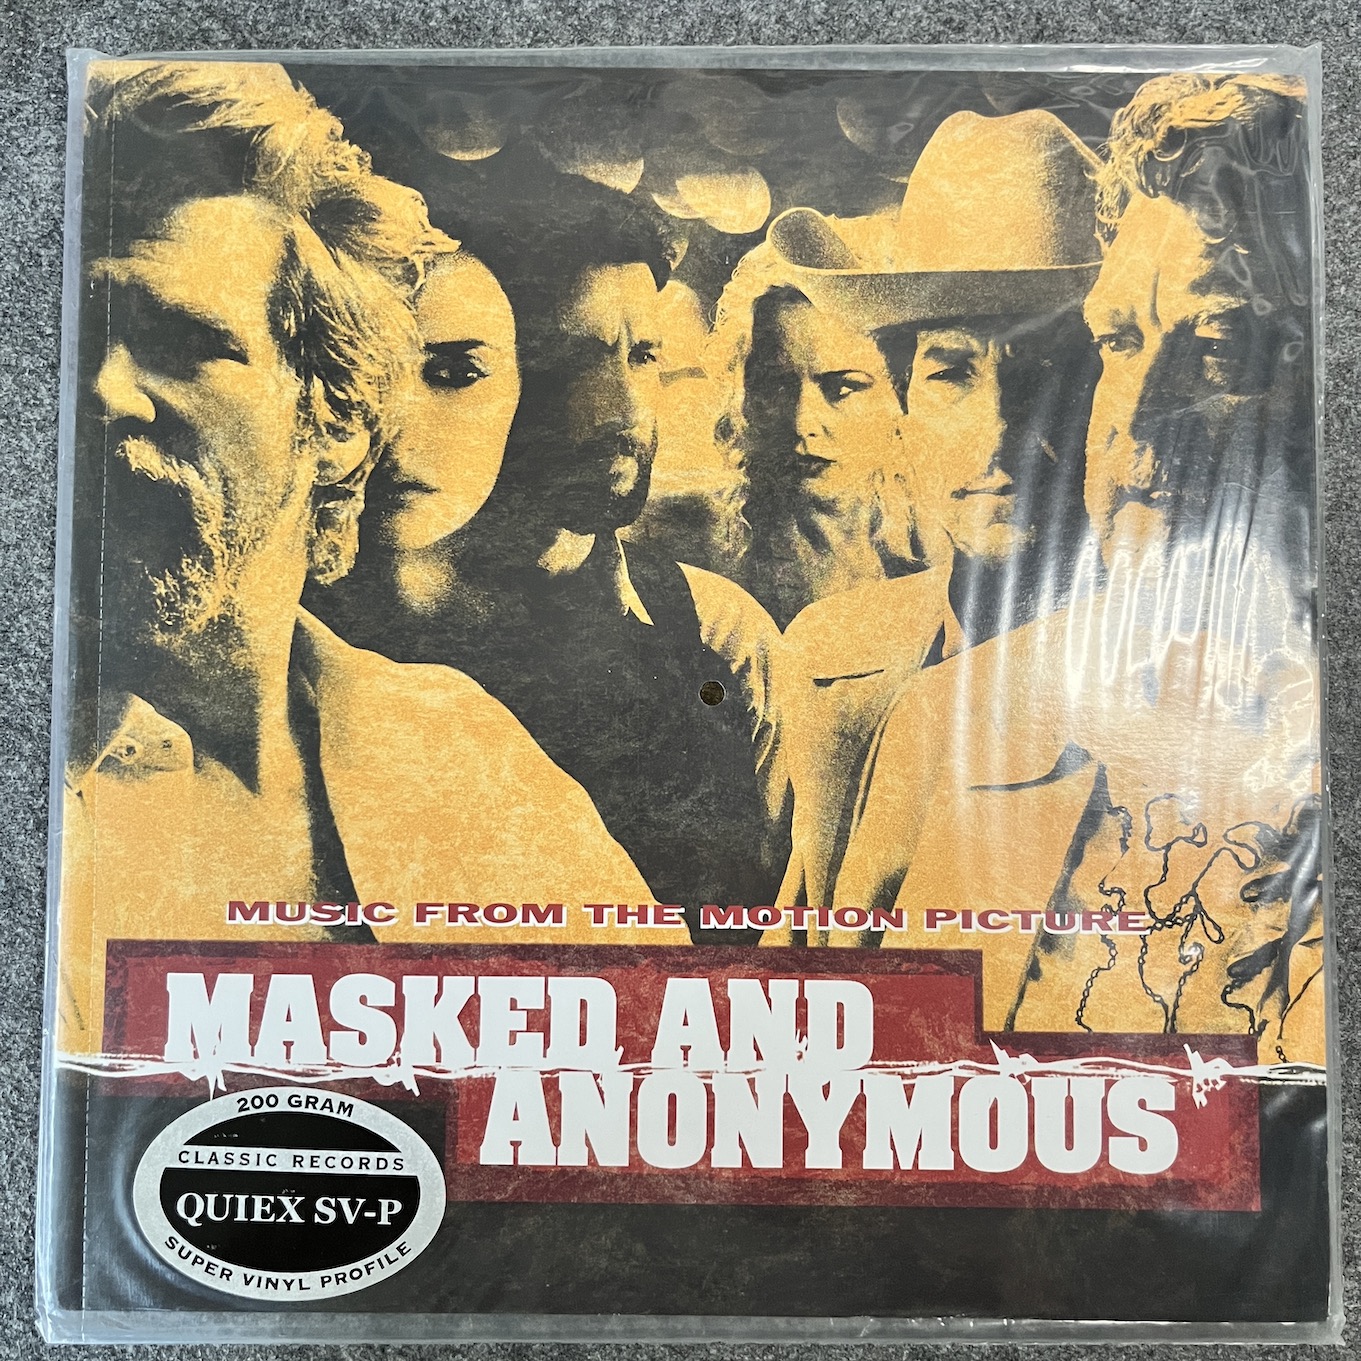 MUSIC FROM THE MOTION PICTURE
MASKED AND
ANONYMOUS
200 GRAM
CLASSIC RECORDS
QUIEX SV-P
SUPER VINYL PROFILE